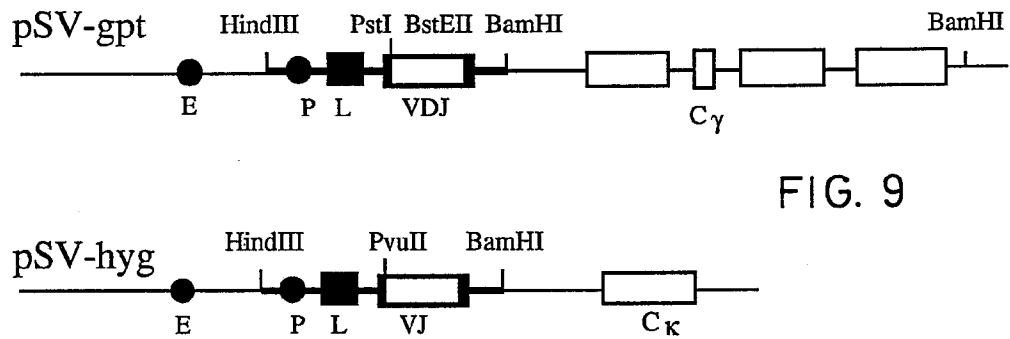 pSV-gpt
HindIII PstI BstEII BamHI BamHI
E P L VDJ Cγ
FIG. 9
pSV-hyg
HindIII PvuII BamHI
E P L VJ Cκ